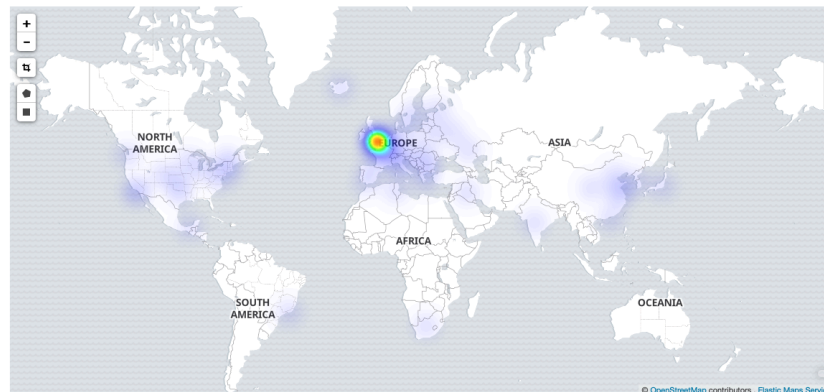 +
−
NORTH
AMERICA
EUROPE
ASIA
AFRICA
SOUTH
AMERICA
OCEANIA
© OpenStreetMap contributors , Elastic Maps Servi